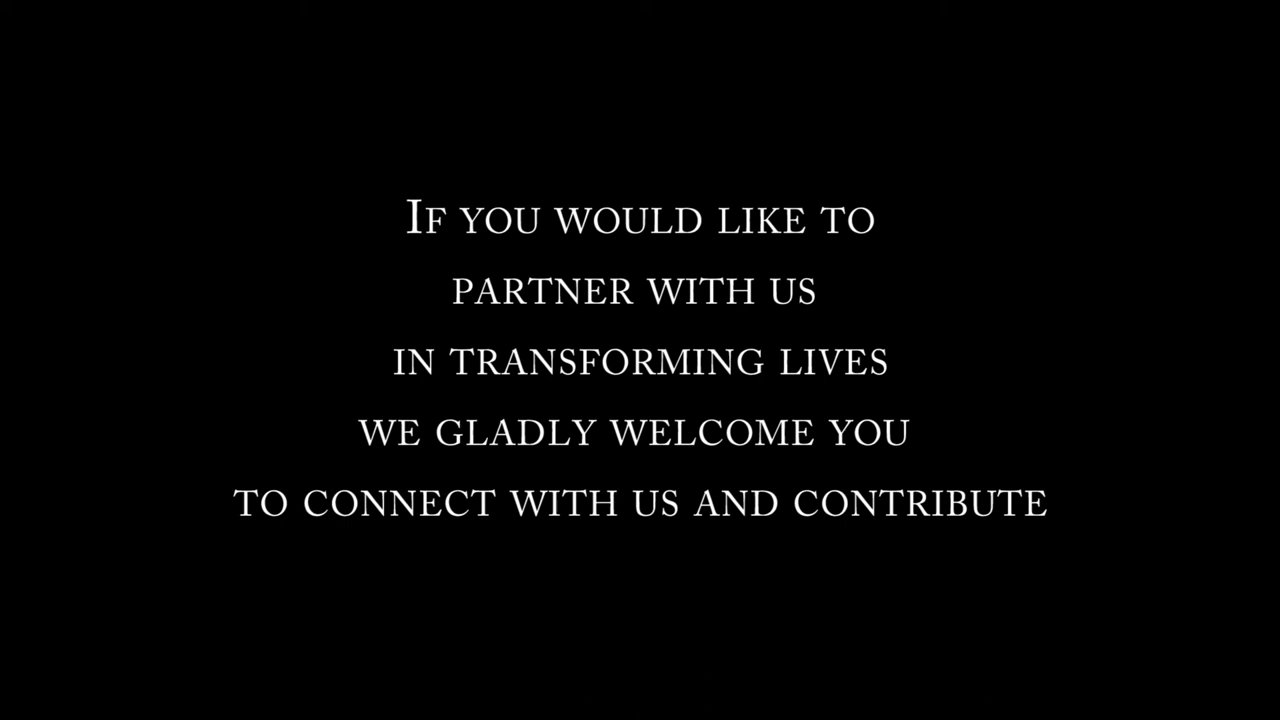 If you would like to
partner with us
in transforming lives
we gladly welcome you
to connect with us and contribute